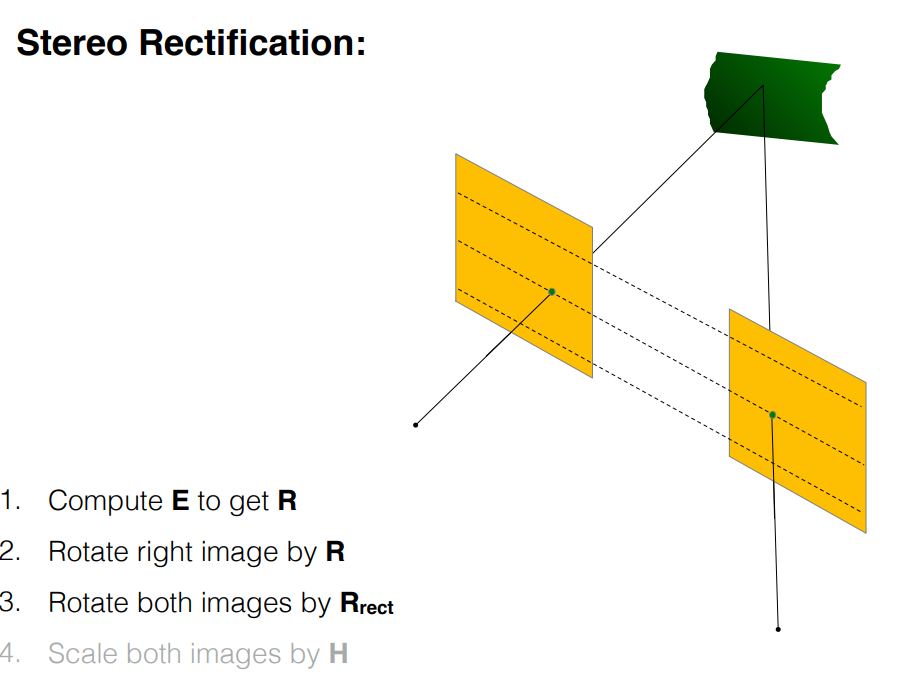 Stereo Rectification:
1. Compute E to get R
2. Rotate right image by R
3. Rotate both images by Rrect
4. Scale both images by H